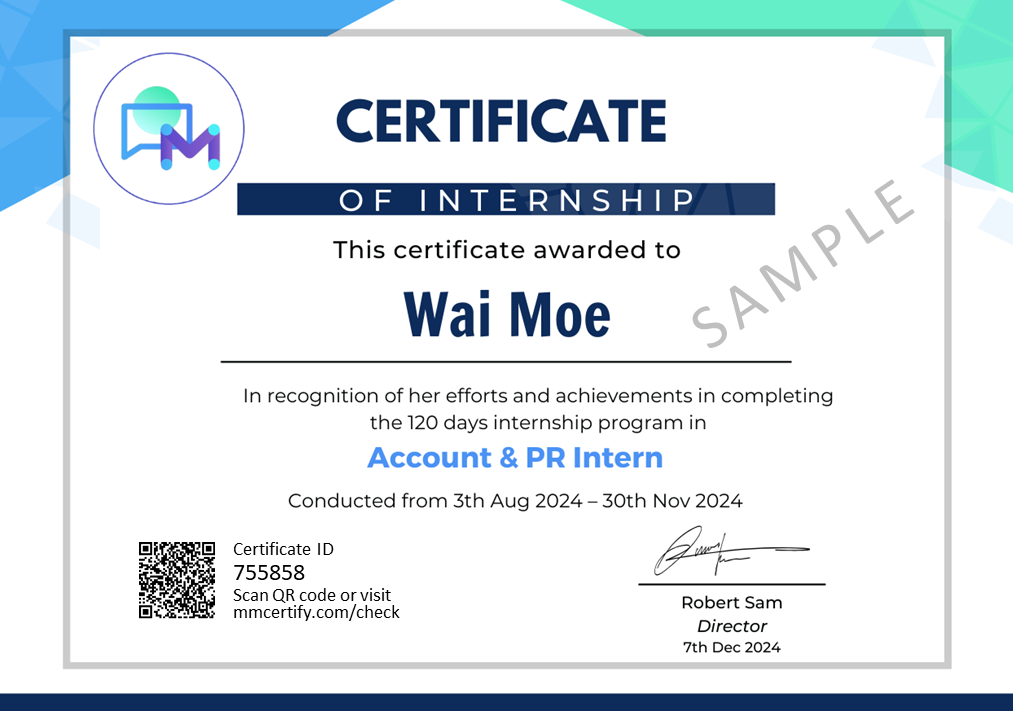 M
CERTIFICATE
OF INTERNSHIP
This certificate awarded to
Wai Moe
SAMPLE
In recognition of her efforts and achievements in completing
the 120 days internship program in
Account & PR Intern
Conducted from 3th Aug 2024 – 30th Nov 2024
Certificate ID
755858
Scan QR code or visit
mmcertify.com/check
Robert Sam
Director
7th Dec 2024